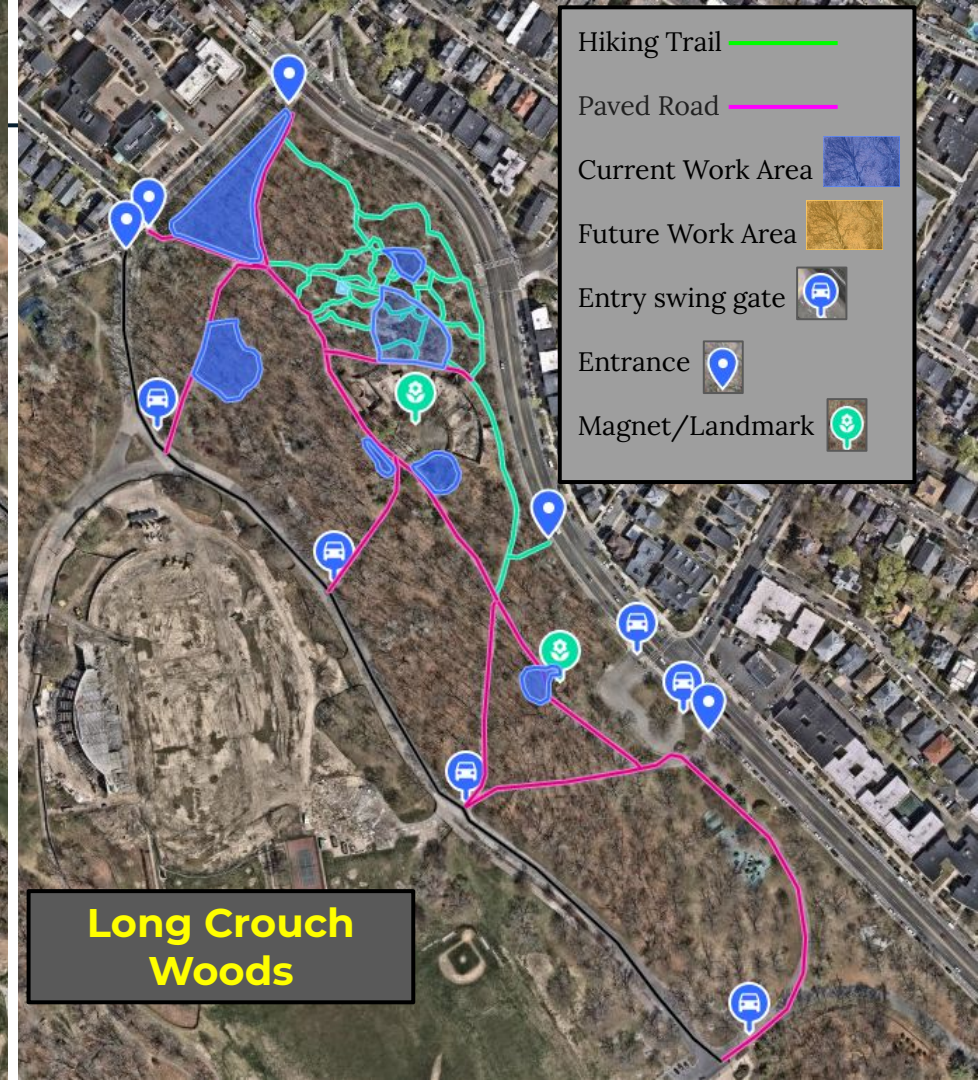 Hiking Trail
Paved Road
Current Work Area
Future Work Area
Entry swing gate
Entrance
Magnet/Landmark
Long Crouch
Woods